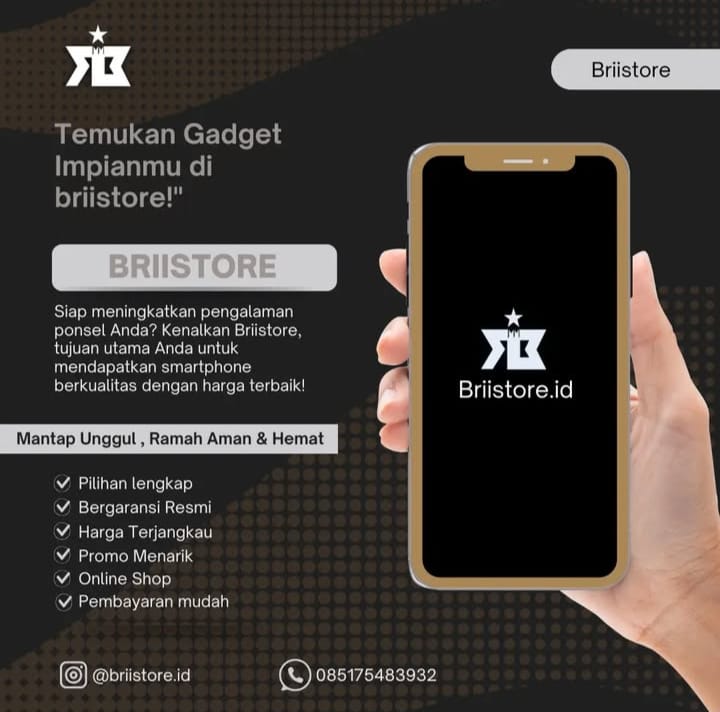 Briistore
Temukan Gadget
Impianmu di
briistore!"
BRIISTORE
Siap meningkatkan pengalaman
ponsel Anda? Kenalkan Briistore,
tujuan utama Anda untuk
mendapatkan smartphone
berkualitas dengan harga terbaik!
Mantap Unggul , Ramah Aman & Hemat
Pilihan lengkap
Bergaransi Resmi
Harga Terjangkau
Promo Menarik
Online Shop
Pembayaran mudah
Briistore.id
@briistore.id
085175483932